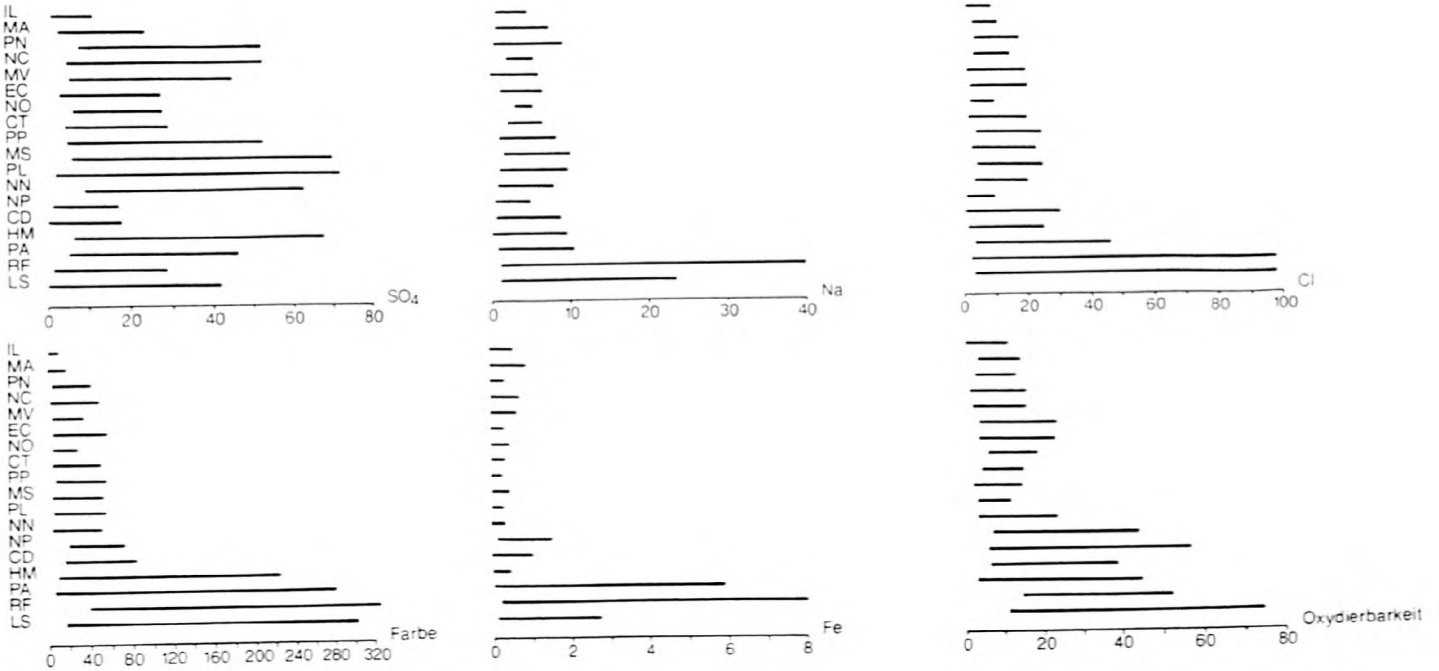 IL
MA
PN
NC
MV
EC
NO
CT
PP
MS
PL
NN
NP
CD
HM
PA
RF
LS
SO4
0 20 40 60 80
Na
0 10 20 30 40
Cl
0 20 40 60 80 100
IL
MA
PN
NC
MV
EC
NO
CT
PP
MS
PL
NN
NP
CD
HM
PA
RF
LS
Farbe
0 40 80 120 160 220 280 320
Fe
0 2 4 6 8
Oxydierbarkeit
0 20 40 60 80